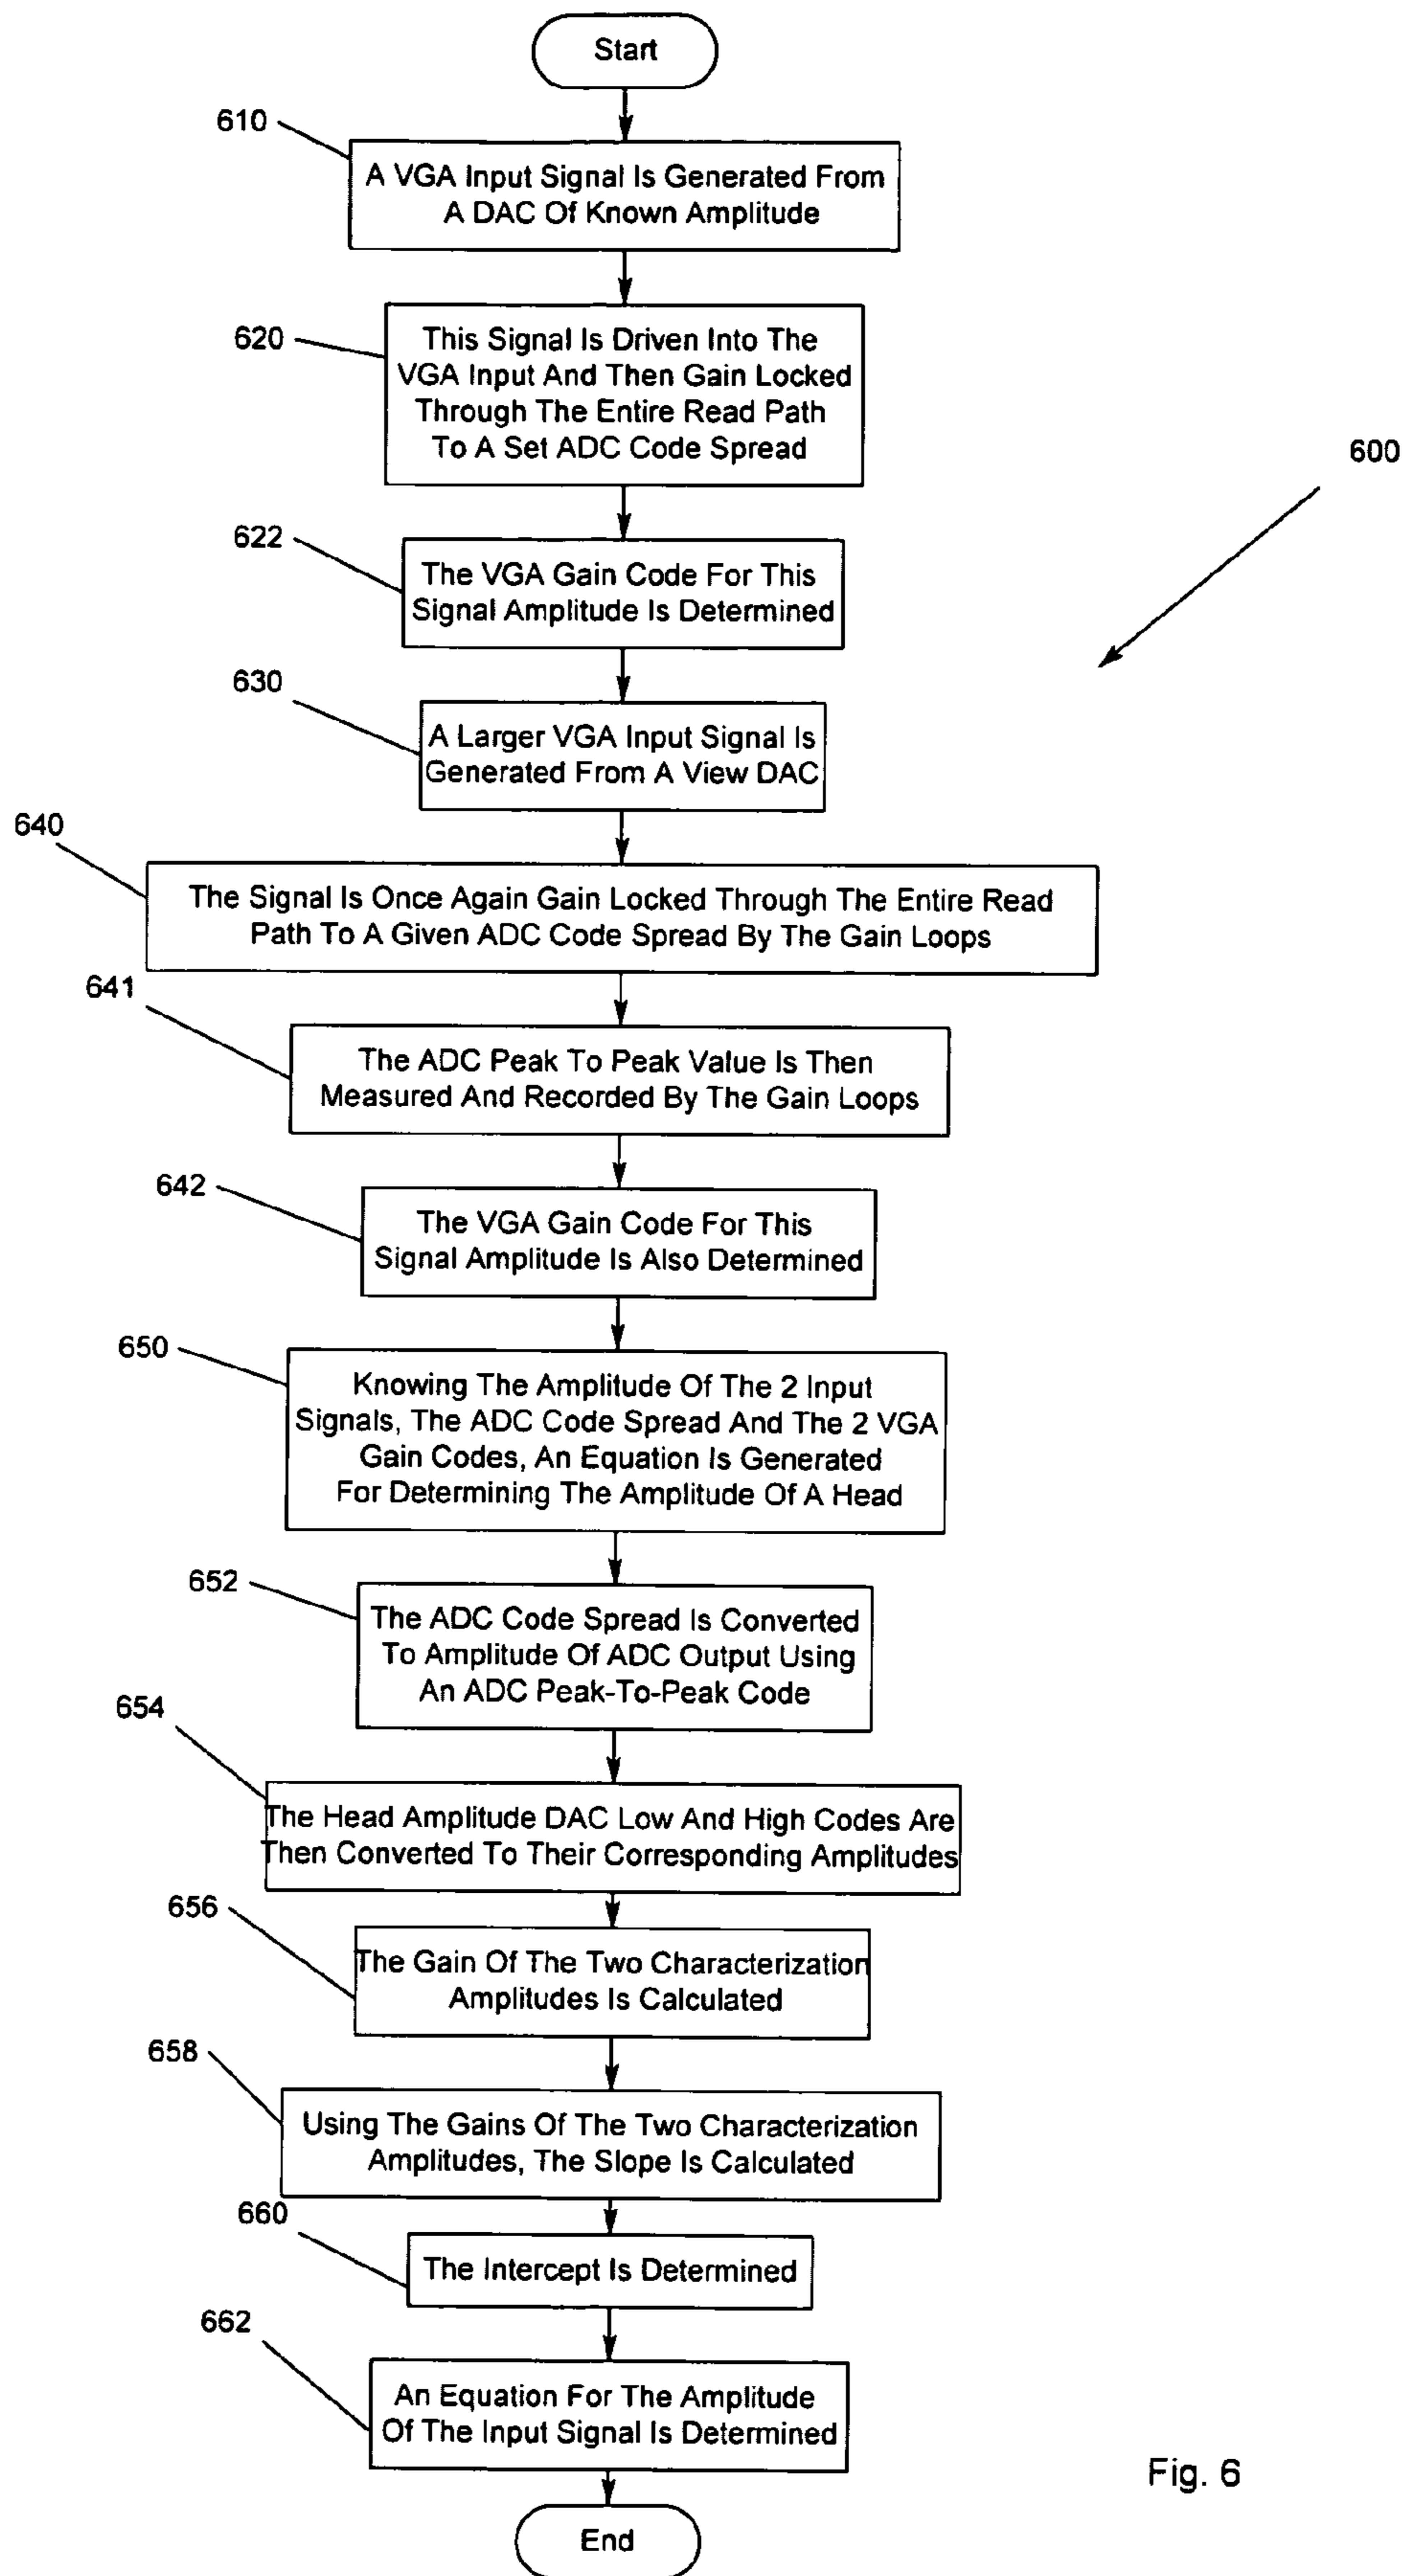 Start
610
A VGA Input Signal Is Generated From
A DAC Of Known Amplitude
620
This Signal Is Driven Into The
VGA Input And Then Gain Locked
Through The Entire Read Path
To A Set ADC Code Spread
600
622
The VGA Gain Code For This
Signal Amplitude Is Determined
630
A Larger VGA Input Signal Is
Generated From A View DAC
640
The Signal Is Once Again Gain Locked Through The Entire Read
Path To A Given ADC Code Spread By The Gain Loops
641
The ADC Peak To Peak Value Is Then
Measured And Recorded By The Gain Loops
642
The VGA Gain Code For This
Signal Amplitude Is Also Determined
650
Knowing The Amplitude Of The 2 Input
Signals, The ADC Code Spread And The 2 VGA
Gain Codes, An Equation Is Generated
For Determining The Amplitude Of A Head
652
The ADC Code Spread Is Converted
To Amplitude Of ADC Output Using
An ADC Peak-To-Peak Code
654
The Head Amplitude DAC Low And High Codes Are
Then Converted To Their Corresponding Amplitudes
656
The Gain Of The Two Characterization
Amplitudes Is Calculated
658
Using The Gains Of The Two Characterization
Amplitudes, The Slope Is Calculated
660
The Intercept Is Determined
662
An Equation For The Amplitude
Of The Input Signal Is Determined
Fig. 6
End